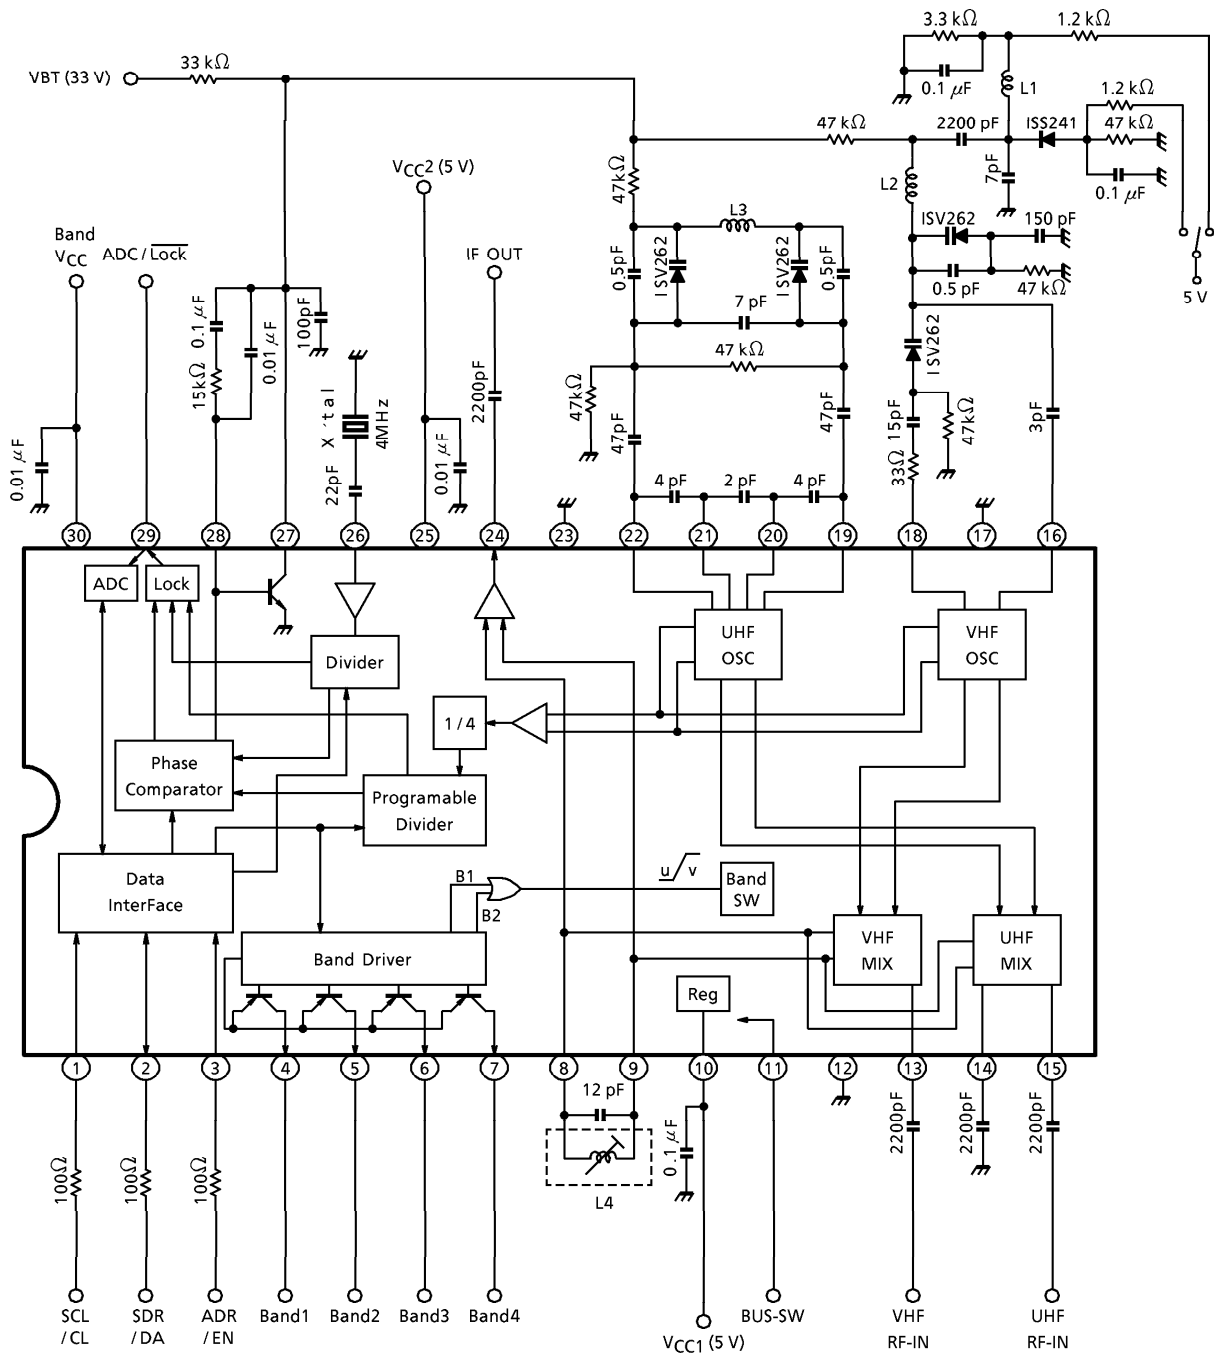 3.3 kΩ
1.2 kΩ
VBT (33 V)
33 kΩ
0.1 μF
L1
1.2 kΩ
47 kΩ
2200 pF
ISS241
47 kΩ
VCC2 (5 V)
47kΩ
L2
7pF
0.1 μF
Band
VCC
ADC / Lock
IF OUT
L3
ISV262
150 pF
0.5pF
ISV262
ISV262
0.5pF
0.5 pF
47 kΩ
5 V
0.1 μF
0.01 μF
100pF
7 pF
ISV262
15kΩ
X'tal
4MHz
2200pF
47 kΩ
47kΩ
47pF
47pF
15pF
47kΩ
3pF
0.01 μF
22pF
0.01 μF
4 pF
2 pF
4 pF
33Ω
30
29
28
27
26
25
24
23
22
21
20
19
18
17
16
ADC
Lock
UHF
OSC
VHF
OSC
Divider
1 / 4
Phase
Comparator
Programable
Divider
Data
InterFace
B1
B2
u
v
Band
SW
Band Driver
VHF
MIX
UHF
MIX
Reg
1
2
3
4
5
6
7
8
9
10
11
12
13
14
15
12 pF
100Ω
100Ω
100Ω
L4
0.1 μF
2200pF
2200pF
2200pF
SCL
/ CL
SDR
/ DA
ADR
/ EN
Band1
Band2
Band3
Band4
VCC1 (5 V)
BUS-SW
VHF
RF-IN
UHF
RF-IN